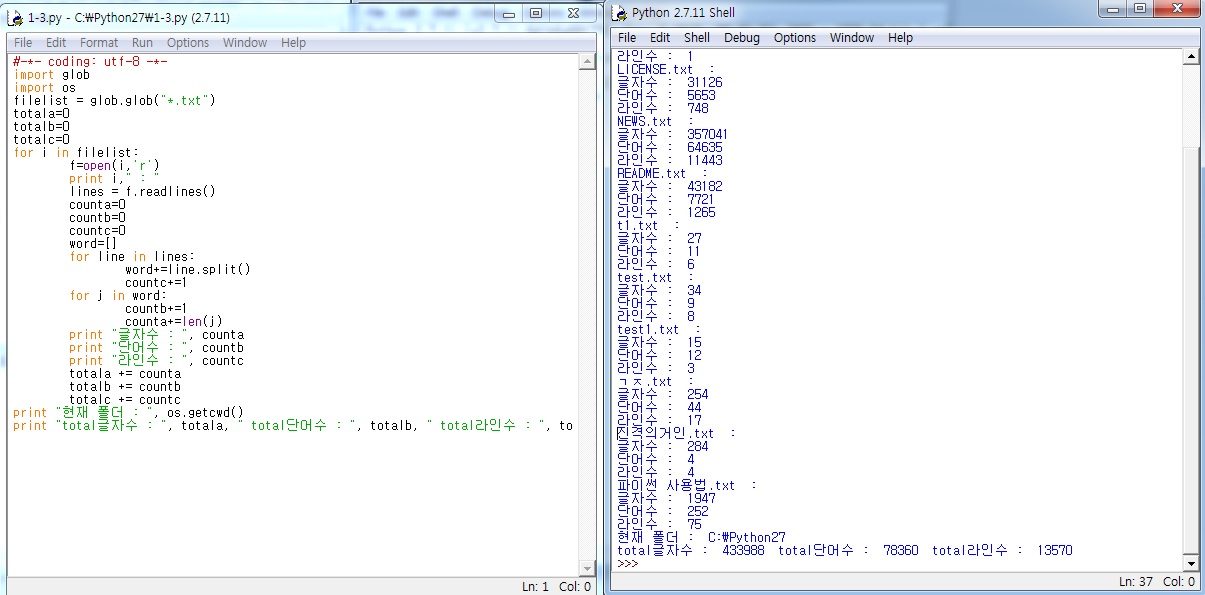 1-3.py - C:\Python27\1-3.py (2.7.11)
File Edit Format Run Options Window Help
#-*- coding: utf-8 -*-
import glob
import os
filelist = glob.glob("*.txt")
totala=0
totalb=0
totalc=0
for i in filelist:
f=open(i,'r')
print i," : "
lines = f.readlines()
counta=0
countb=0
countc=0
word=[]
for line in lines:
word+=line.split()
countc+=1
for j in word:
countb+=1
counta+=len(j)
print "글자수 : ", counta
print "단어수 : ", countb
print "라인수 : ", countc
totala += counta
totalb += countb
totalc += countc
print "현재 폴더 : ", os.getcwd()
print "total글자수 : ", totala, " total단어수 : ", totalb, " total라인수 : ", to
Ln: 1 Col: 0
Python 2.7.11 Shell
File Edit Shell Debug Options Window Help
라인수 : 1
LICENSE.txt :
글자수 : 31126
단어수 : 5653
라인수 : 748
NEWS.txt :
글자수 : 357041
단어수 : 64635
라인수 : 11443
README.txt :
글자수 : 43182
단어수 : 7721
라인수 : 1265
t1.txt :
글자수 : 27
단어수 : 11
라인수 : 6
test.txt :
글자수 : 34
단어수 : 9
라인수 : 8
test1.txt :
글자수 : 15
단어수 : 12
라인수 : 3
ㄱㅈ.txt :
글자수 : 254
단어수 : 44
라인수 : 17
진격의거인.txt :
글자수 : 284
단어수 : 4
라인수 : 4
파이썬 사용법.txt :
글자수 : 1947
단어수 : 252
라인수 : 75
현재 폴더 : C:\Python27
total글자수 : 433988 total단어수 : 78360 total라인수 : 13570
>>>
Ln: 37 Col: 0